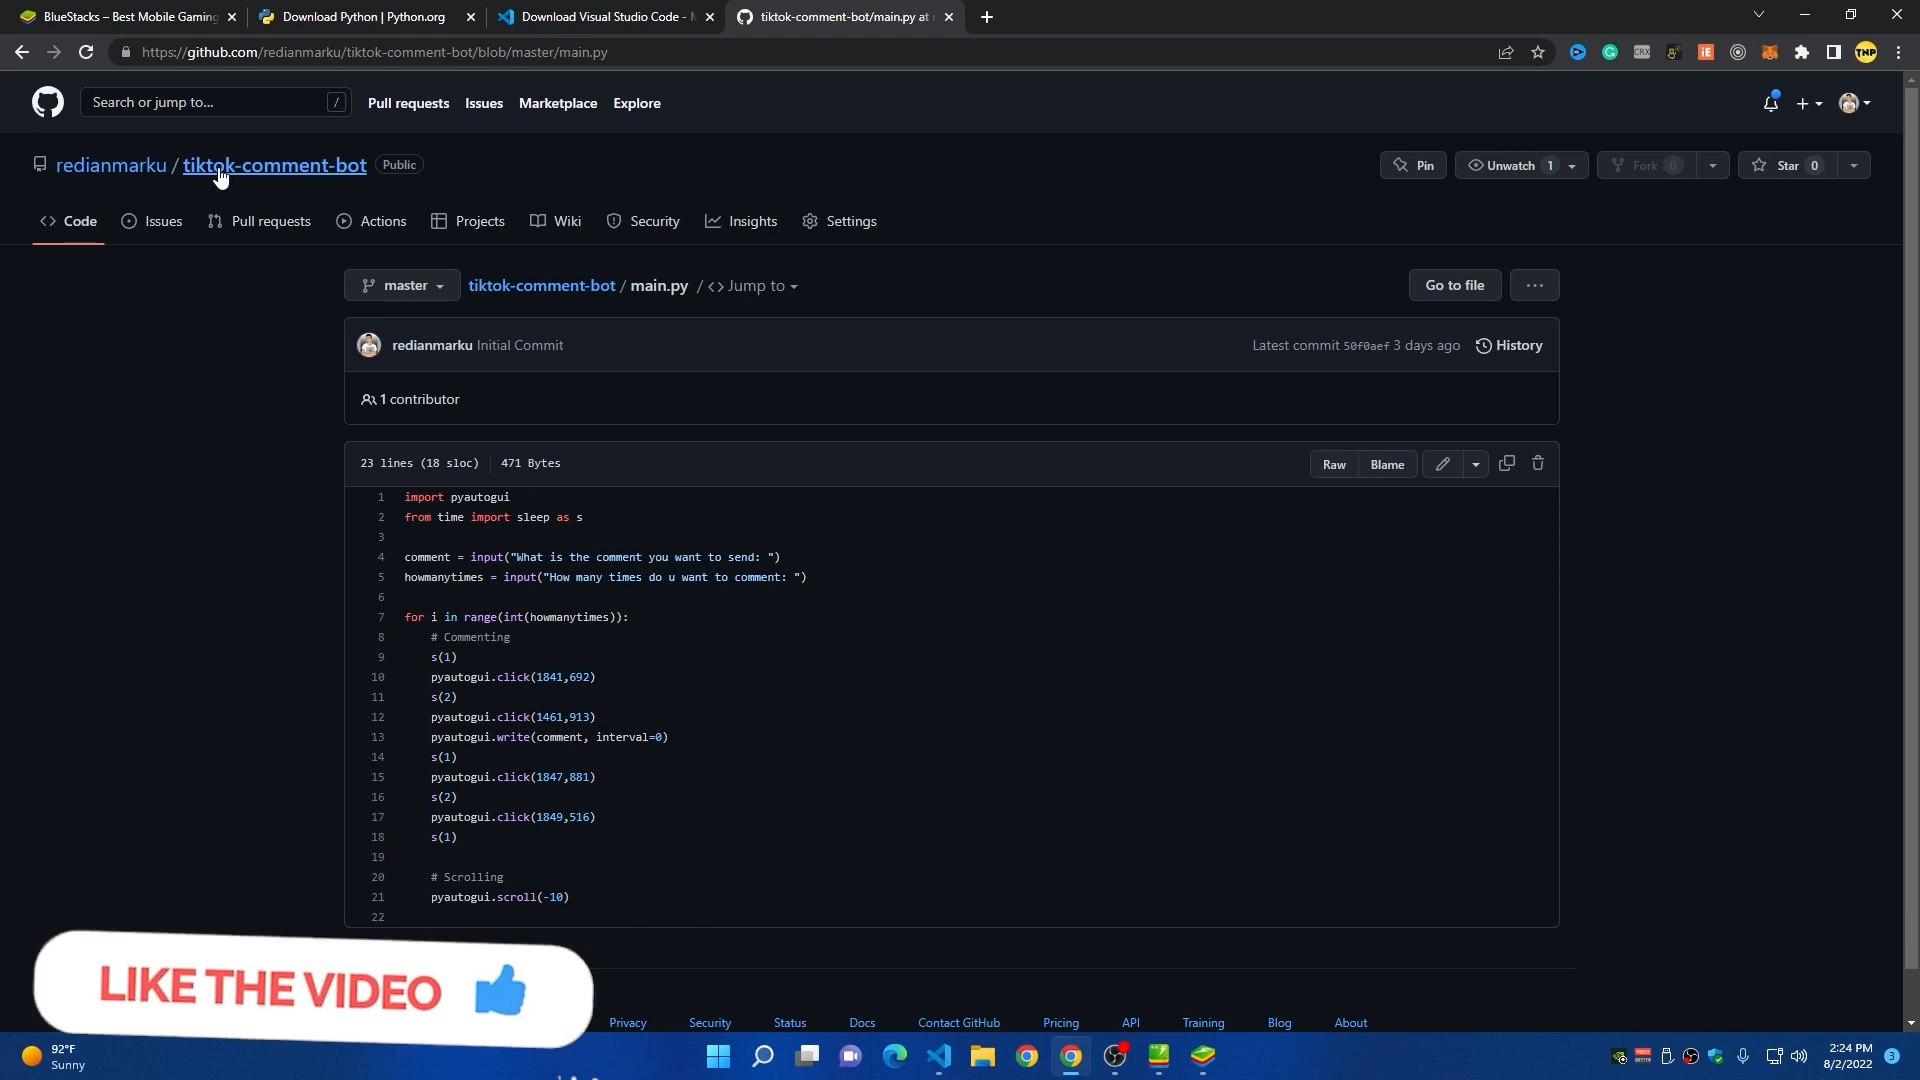 BlueStacks – Best Mobile Gaming
Download Python | Python.org
Download Visual Studio Code -
tiktok-comment-bot/main.py at
https://github.com/redianmarku/tiktok-comment-bot/blob/master/main.py
CRX
iE
TNP
Search or jump to... /
Pull requests Issues Marketplace Explore
redianmarku / tiktok-comment-bot Public
Pin Unwatch 1 Fork 0 Star 0
Code Issues Pull requests Actions Projects Wiki Security Insights Settings
master tiktok-comment-bot / main.py / <> Jump to
Go to file ...
redianmarku Initial Commit Latest commit 50f0aef 3 days ago History
1 contributor
23 lines (18 sloc) | 471 Bytes Raw Blame
1 import pyautogui
2 from time import sleep as s
3
4 comment = input("What is the comment you want to send: ")
5 howmanytimes = input("How many times do u want to comment: ")
6
7 for i in range(int(howmanytimes)):
8 # Commenting
9 s(1)
10 pyautogui.click(1841,692)
11 s(2)
12 pyautogui.click(1461,913)
13 pyautogui.write(comment, interval=0)
14 s(1)
15 pyautogui.click(1847,881)
16 s(2)
17 pyautogui.click(1849,516)
18 s(1)
19
20 # Scrolling
21 pyautogui.scroll(-10)
22
LIKE THE VIDEO
Privacy Security Status Docs Contact GitHub Pricing API Training Blog About
92°F
Sunny
2:24 PM
8/2/2022
3